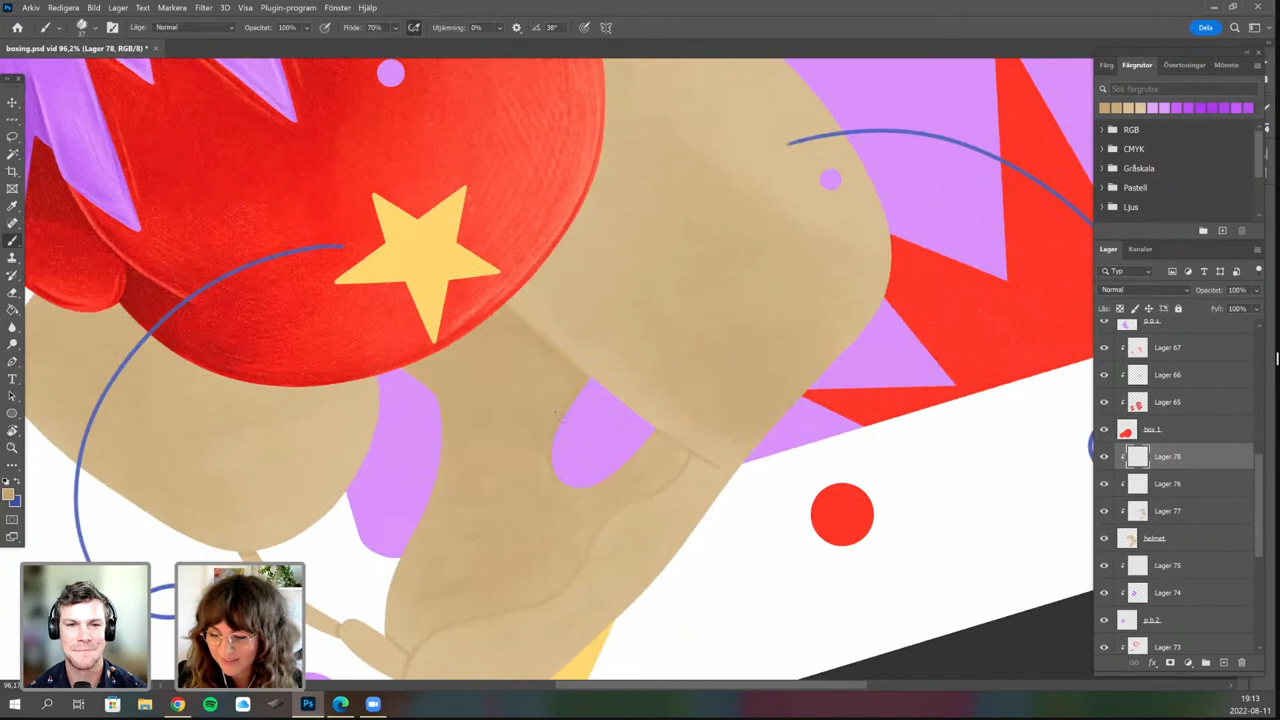 Arkiv Redigera Bild Lager Text Markera Filter 3D Visa Plugin-program Fönster Hjälp
37 Läge: Normal Opacitet: 100% Flöde: 70% Utjämning: 0% 38° Dela
boxing.psd vid 96,2% (Lager 78, RGB/8) *
Färg Färgrutor Övertoningar Mönste
Sök färgrutor
RGB
CMYK
Gråskala
Pastell
Ljus
Lager Kanaler
Typ
Normal Opacitet: 100%
Lås: Fyll: 100%
Lager 67
Lager 66
Lager 65
box 1
Lager 78
Lager 76
Lager 77
helmet
Lager 75
Lager 74
p b 2
Lager 73
19:13
2022-08-11